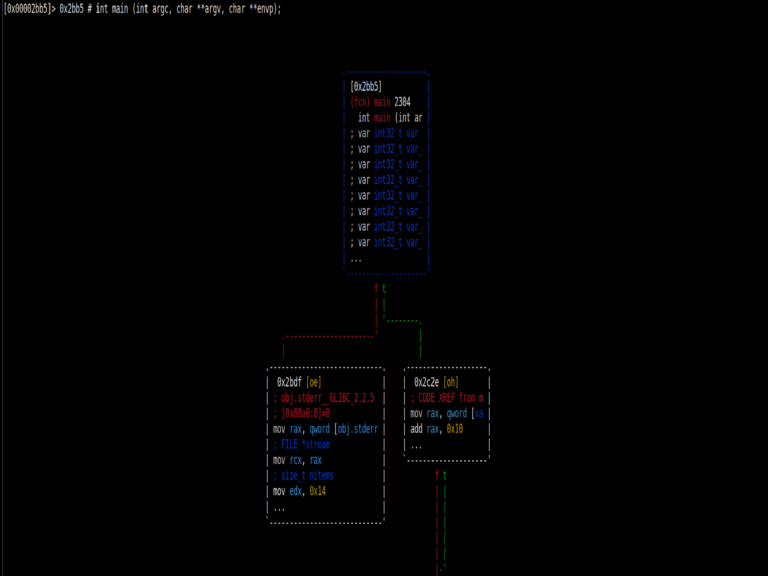 [0x00002bb5]> 0x2bb5 # int main (int argc, char **argv, char **envp);
[0x2bb5]
(fcn) main 2304
int main (int ar
; var int32_t var_
; var int32_t var_
; var int32_t var_
; var int32_t var_
; var int32_t var_
; var int32_t var_
; var int32_t var_
; var int32_t var_
...
f t
0x2bdf [oe]
; obj.stderr__GLIBC_2.2.5
; [0x88a0:8]=0
mov rax, qword [obj.stderr
; FILE *stream
mov rcx, rax
; size_t nitems
mov edx, 0x14
...
0x2c2e [oh]
; CODE XREF from m
mov rax, qword [va
add rax, 0x10
...
f t